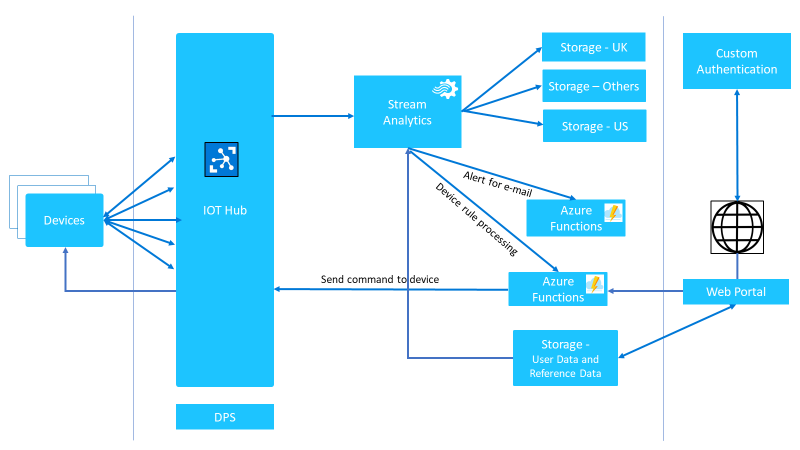 Devices
IOT Hub
DPS
Stream
Analytics
Storage - UK
Storage – Others
Storage - US
Alert for e-mail
Device rule processing
Azure
Functions
Send command to device
Azure
Functions
Storage -
User Data and
Reference Data
Custom
Authentication
Web Portal